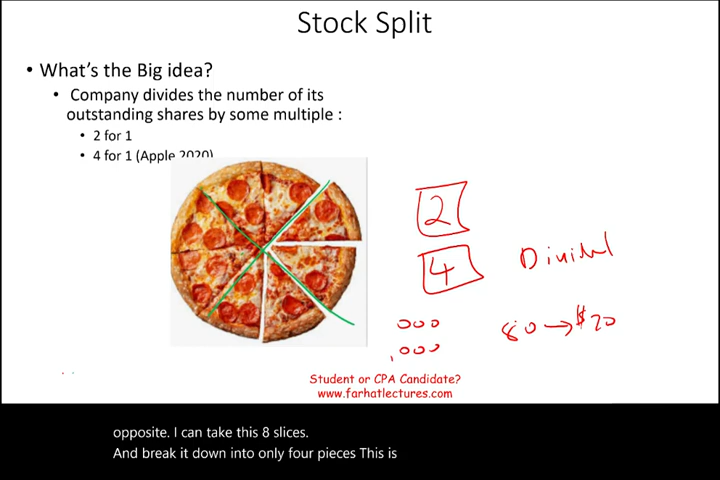 Stock Split
• What's the Big idea?
• Company divides the number of its
outstanding shares by some multiple :
• 2 for 1
• 4 for 1 (Apple 2020)
2
4
80 → $20
Student or CPA Candidate?
www.farhatlectures.com
opposite. I can take this 8 slices.
And break it down into only four pieces This is